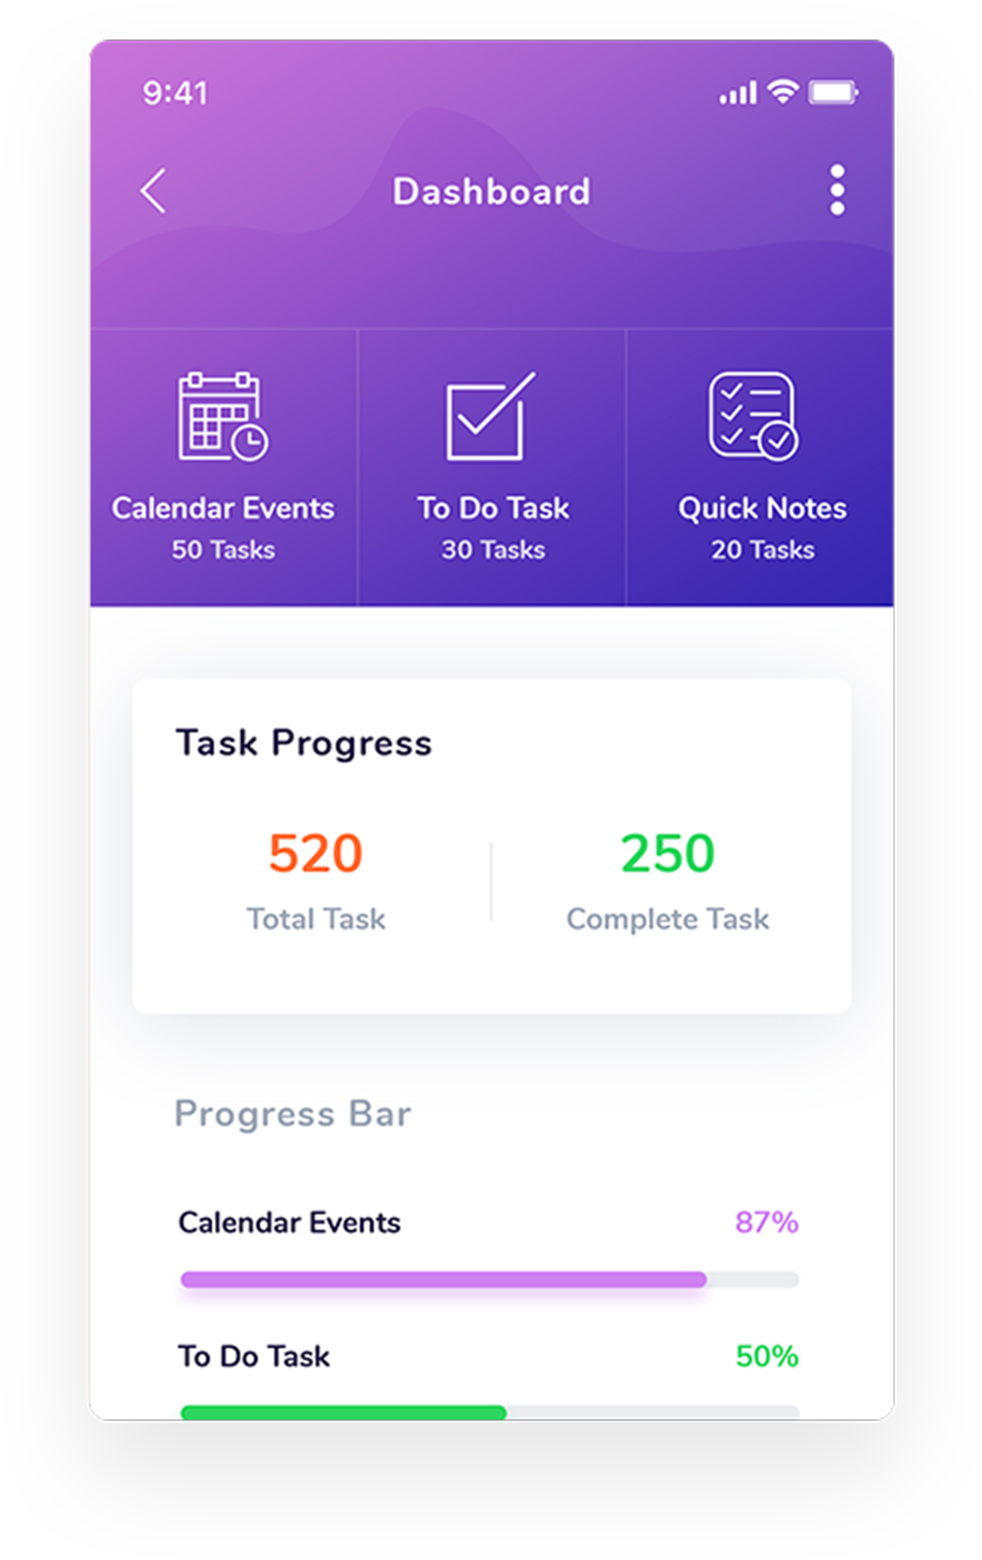 9:41
Dashboard
Calendar Events
50 Tasks
To Do Task
30 Tasks
Quick Notes
20 Tasks
Task Progress
520
Total Task
250
Complete Task
Progress Bar
Calendar Events 87%
To Do Task 50%